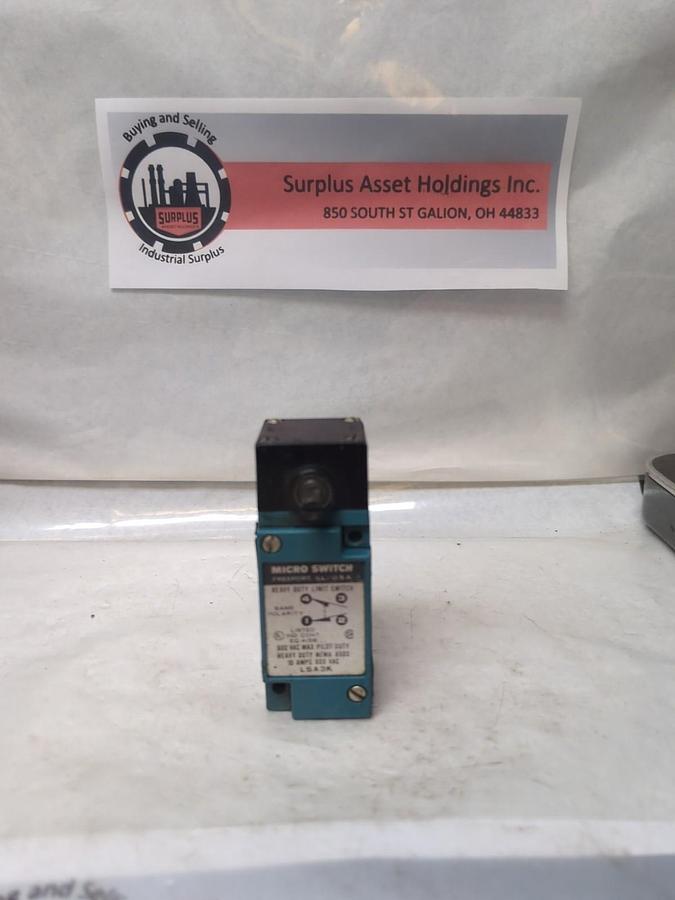 Buying and Selling
SURPLUS
ASSET HOLDINGS
Industrial Surplus
Surplus Asset Holdings Inc.
850 SOUTH ST GALION, OH 44833
MICRO SWITCH
FREEPORT, ILL. U.S.A.
HEAVY DUTY LIMIT SWITCH
SAME
POLARITY
LISTED
IND CONT
EQ
600 VAC MAX PILOT DUTY
HEAVY DUTY NEMA A600
10 AMPS 600 VAC
and